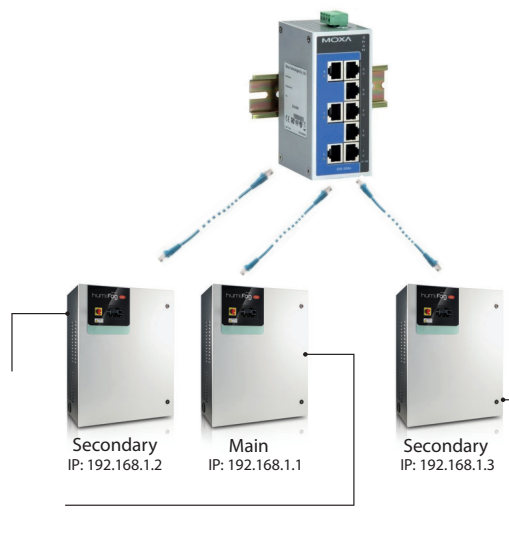 MOXA
humiFog
humiFog
humiFog
Secondary
IP: 192.168.1.2
Main
IP: 192.168.1.1
Secondary
IP: 192.168.1.3